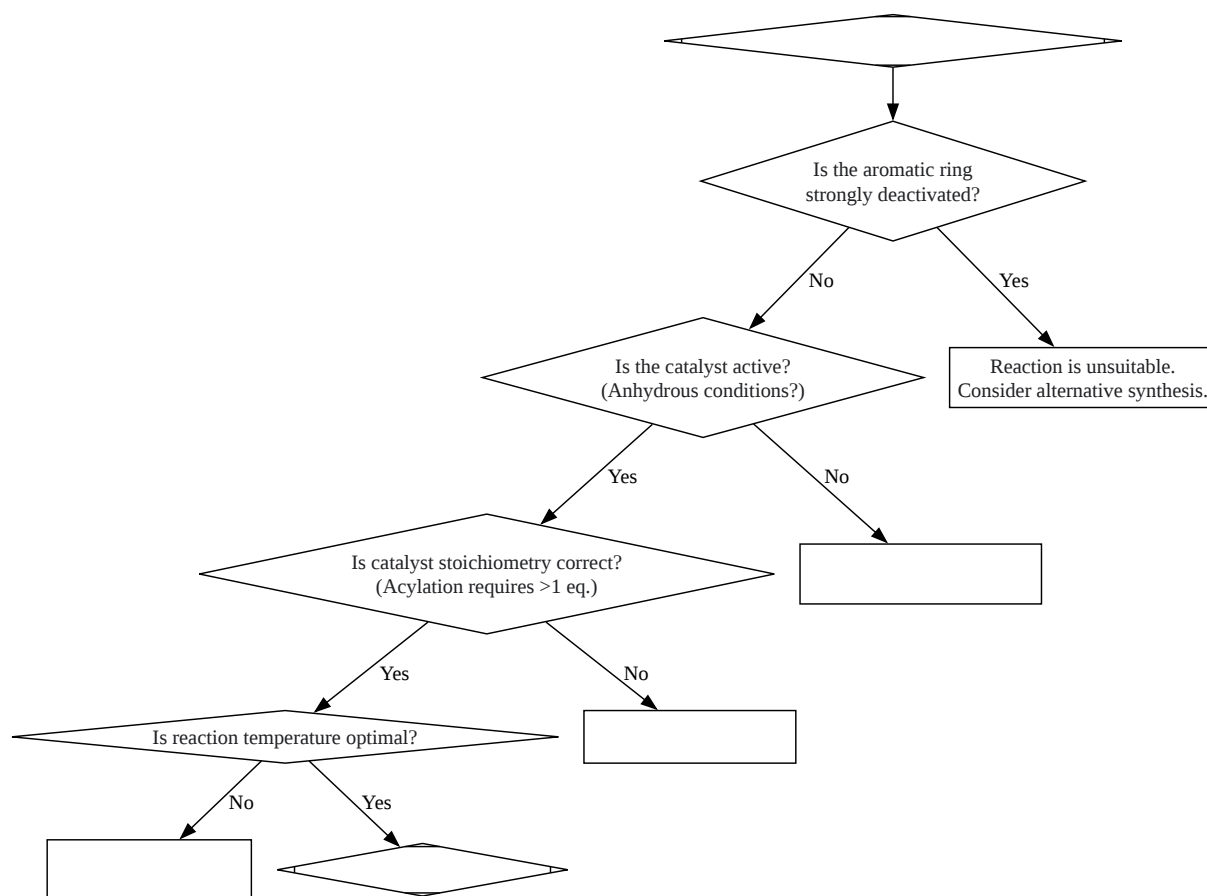 Is the aromatic ring
strongly deactivated?
No
Yes
Is the catalyst active?
(Anhydrous conditions?)
Reaction is unsuitable.
Consider alternative synthesis.
Yes
No
Is catalyst stoichiometry correct?
(Acylation requires >1 eq.)
Yes
No
Is reaction temperature optimal?
No
Yes